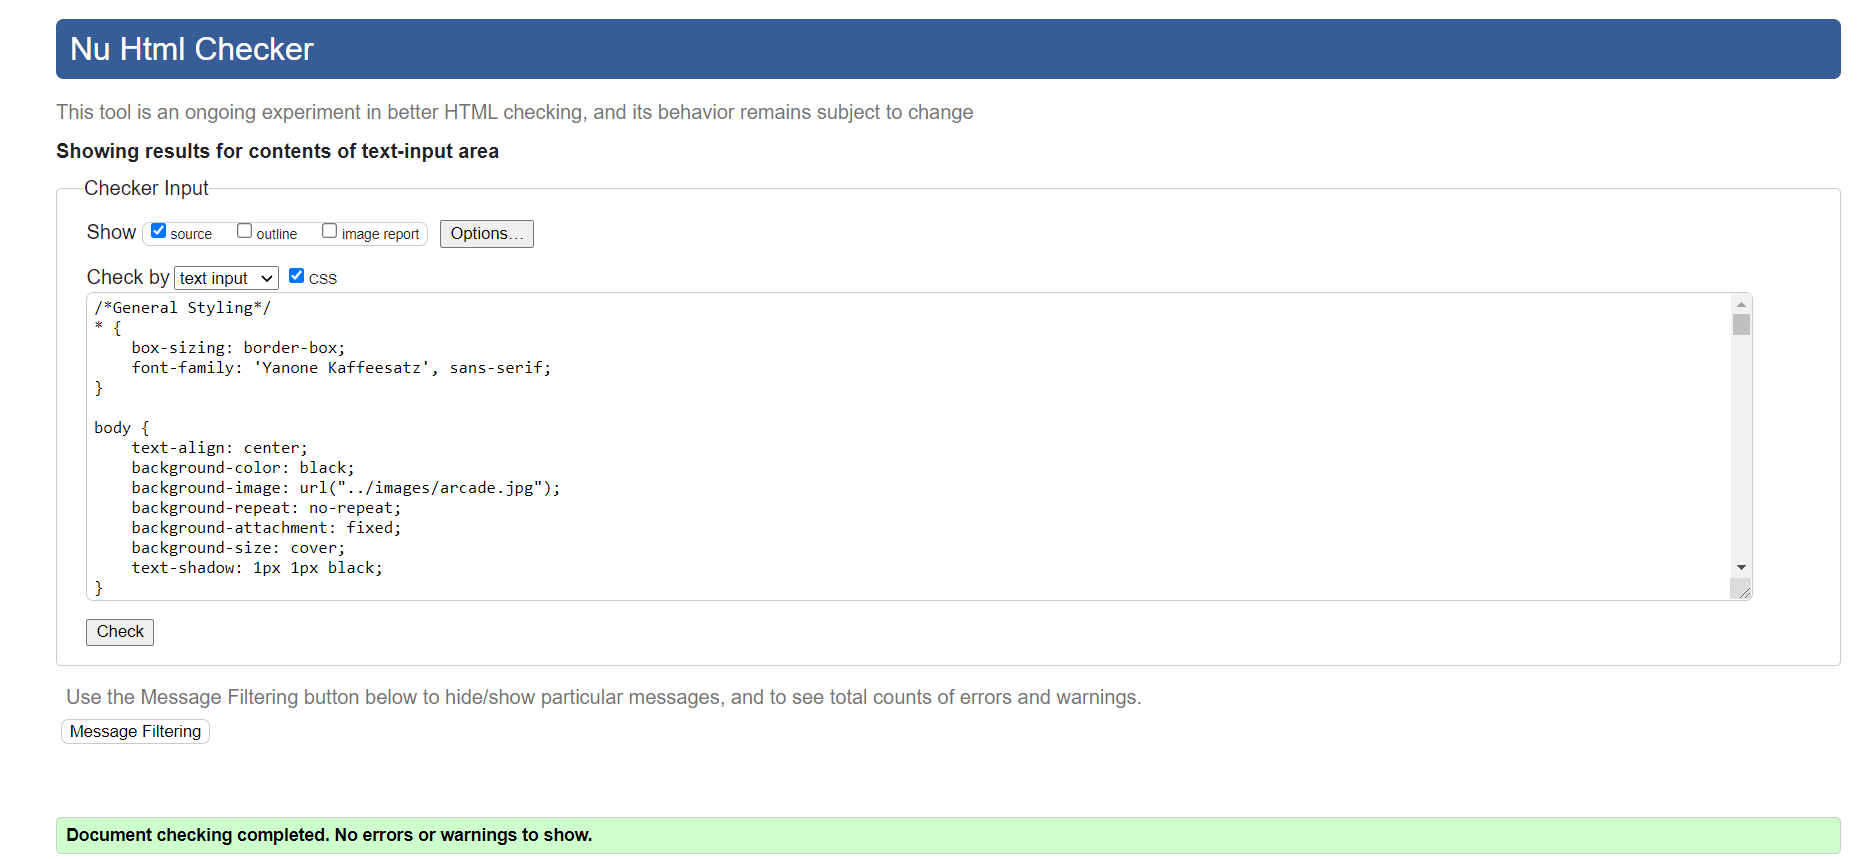 Nu Html Checker
This tool is an ongoing experiment in better HTML checking, and its behavior remains subject to change
Showing results for contents of text-input area
Checker Input
Show source outline image report Options...
Check by text input CSS
/*General Styling*/
* {
    box-sizing: border-box;
    font-family: 'Yanone Kaffeesatz', sans-serif;
}
body {
    text-align: center;
    background-color: black;
    background-image: url("../images/arcade.jpg");
    background-repeat: no-repeat;
    background-attachment: fixed;
    background-size: cover;
    text-shadow: 1px 1px black;
}
Check
Use the Message Filtering button below to hide/show particular messages, and to see total counts of errors and warnings.
Message Filtering
Document checking completed. No errors or warnings to show.